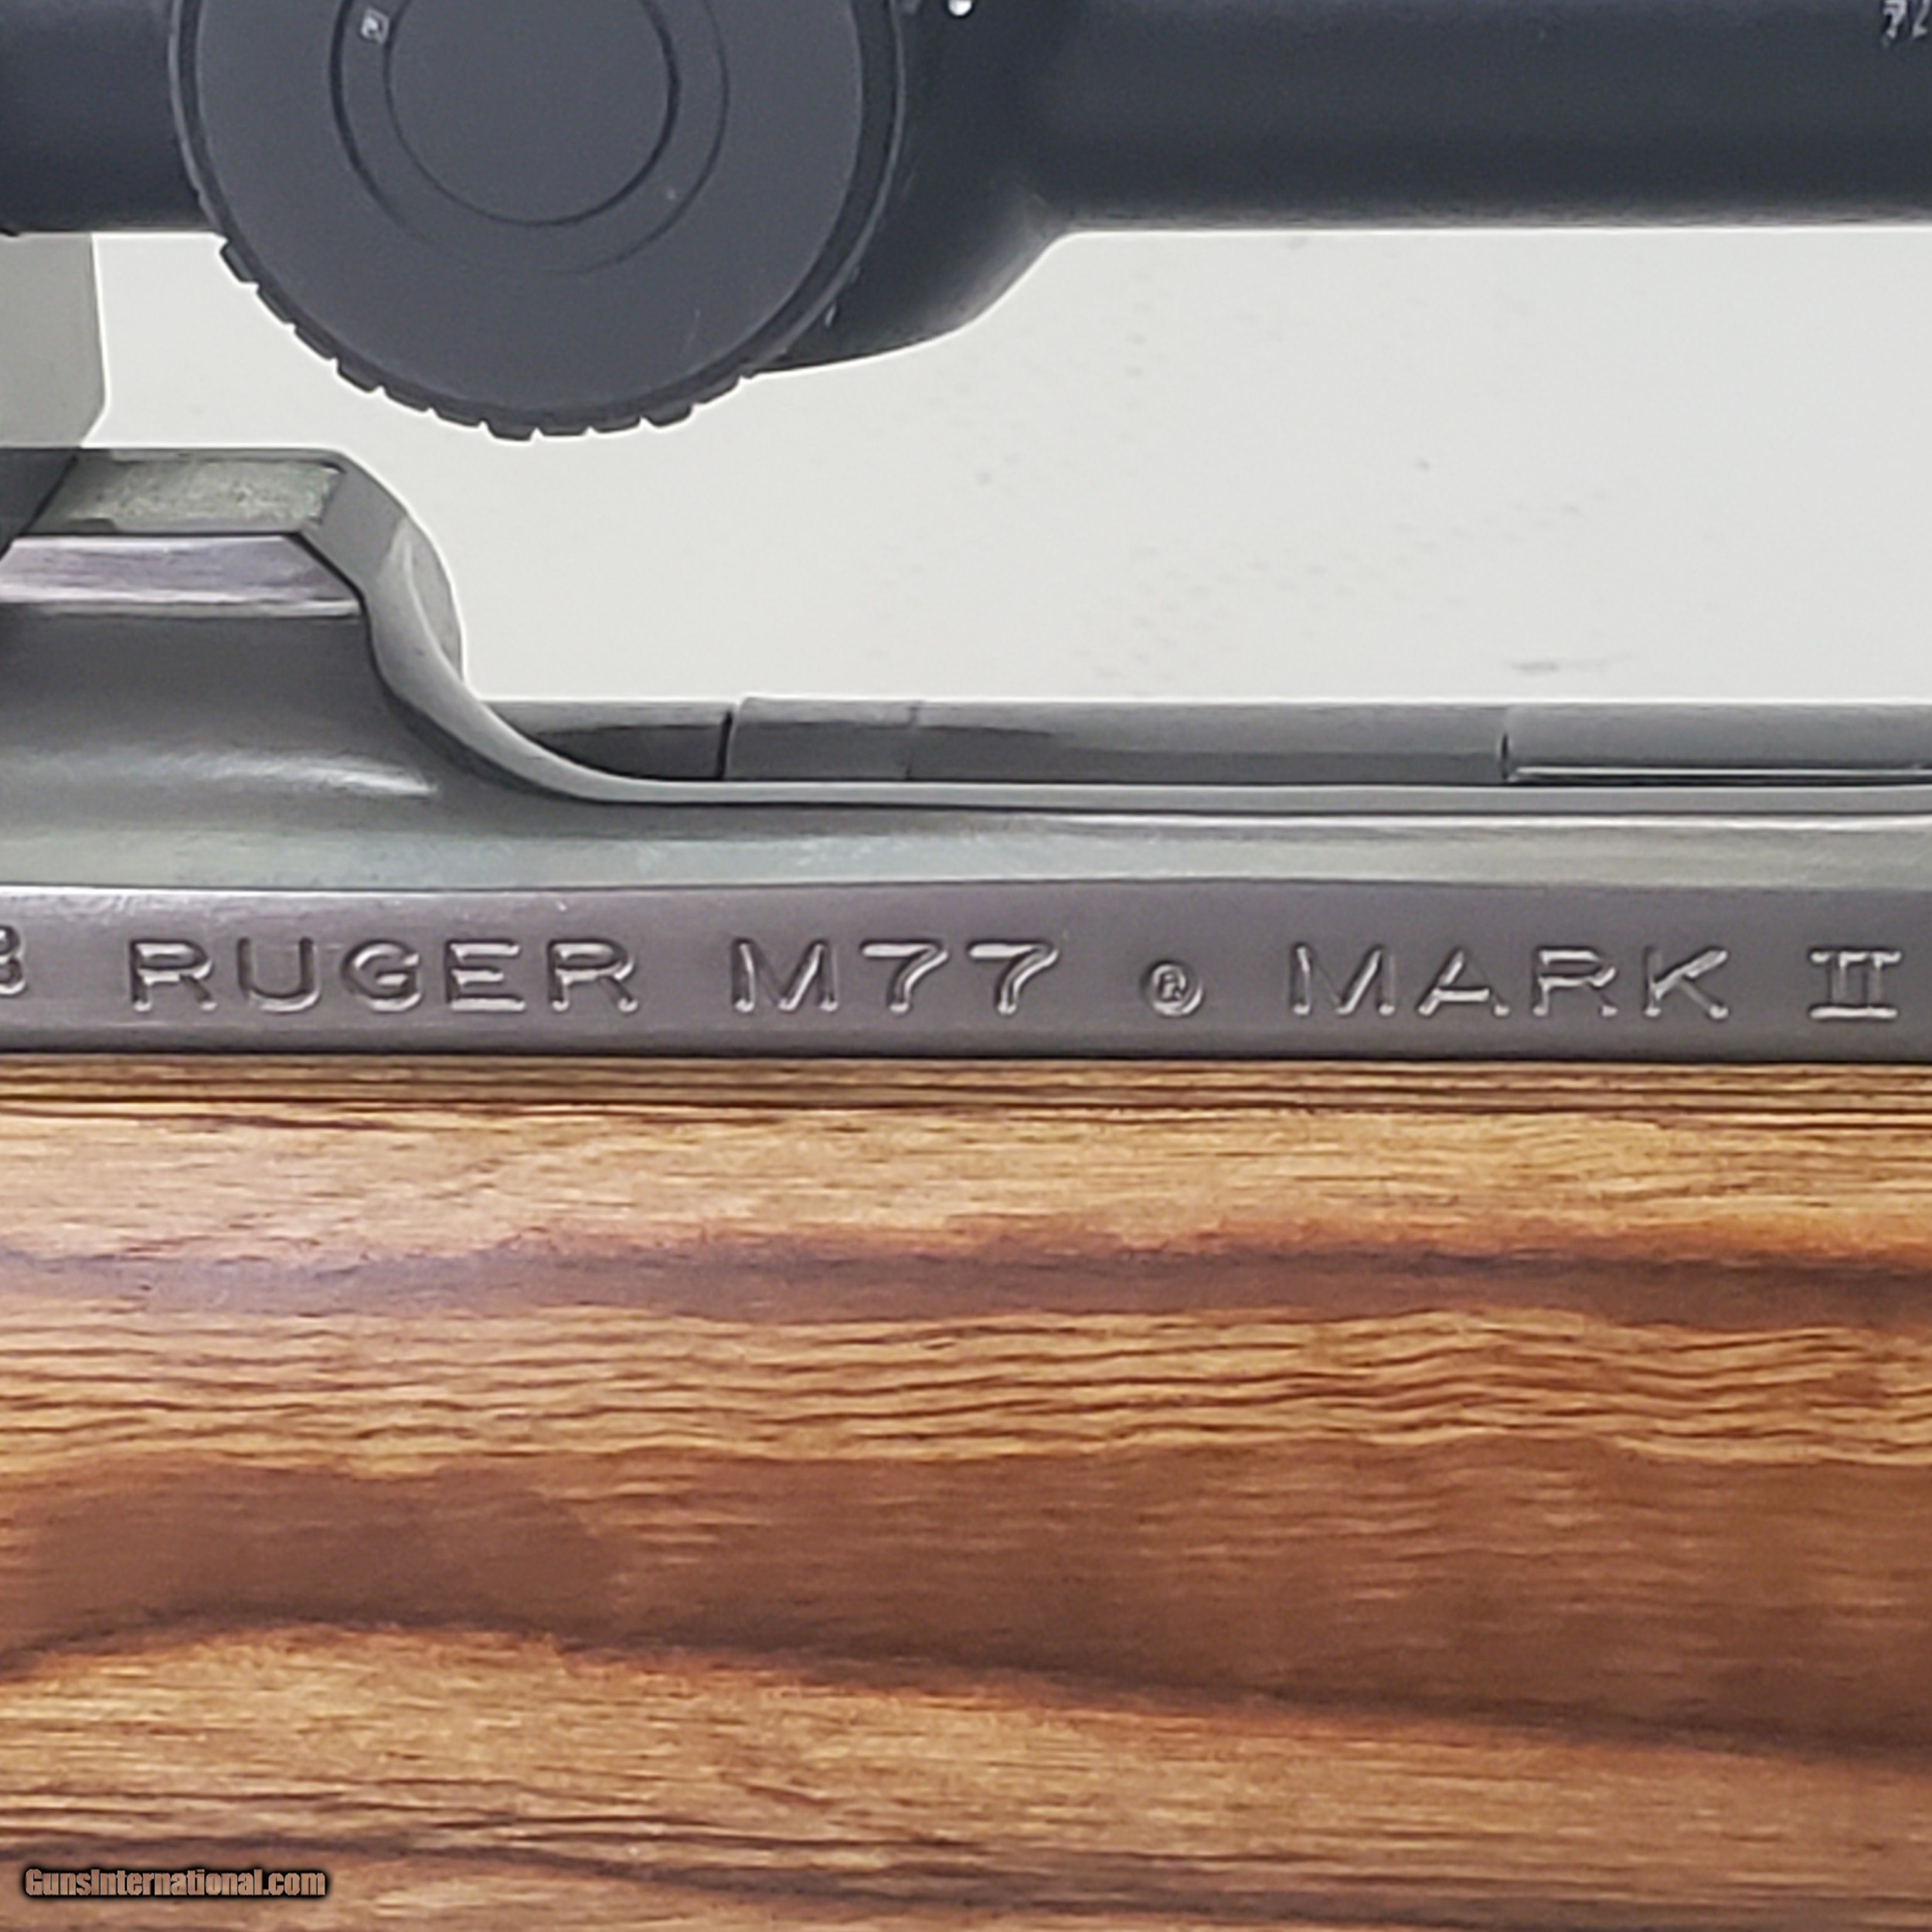 RUGER M77 ® MARK II
GunsInternational.com